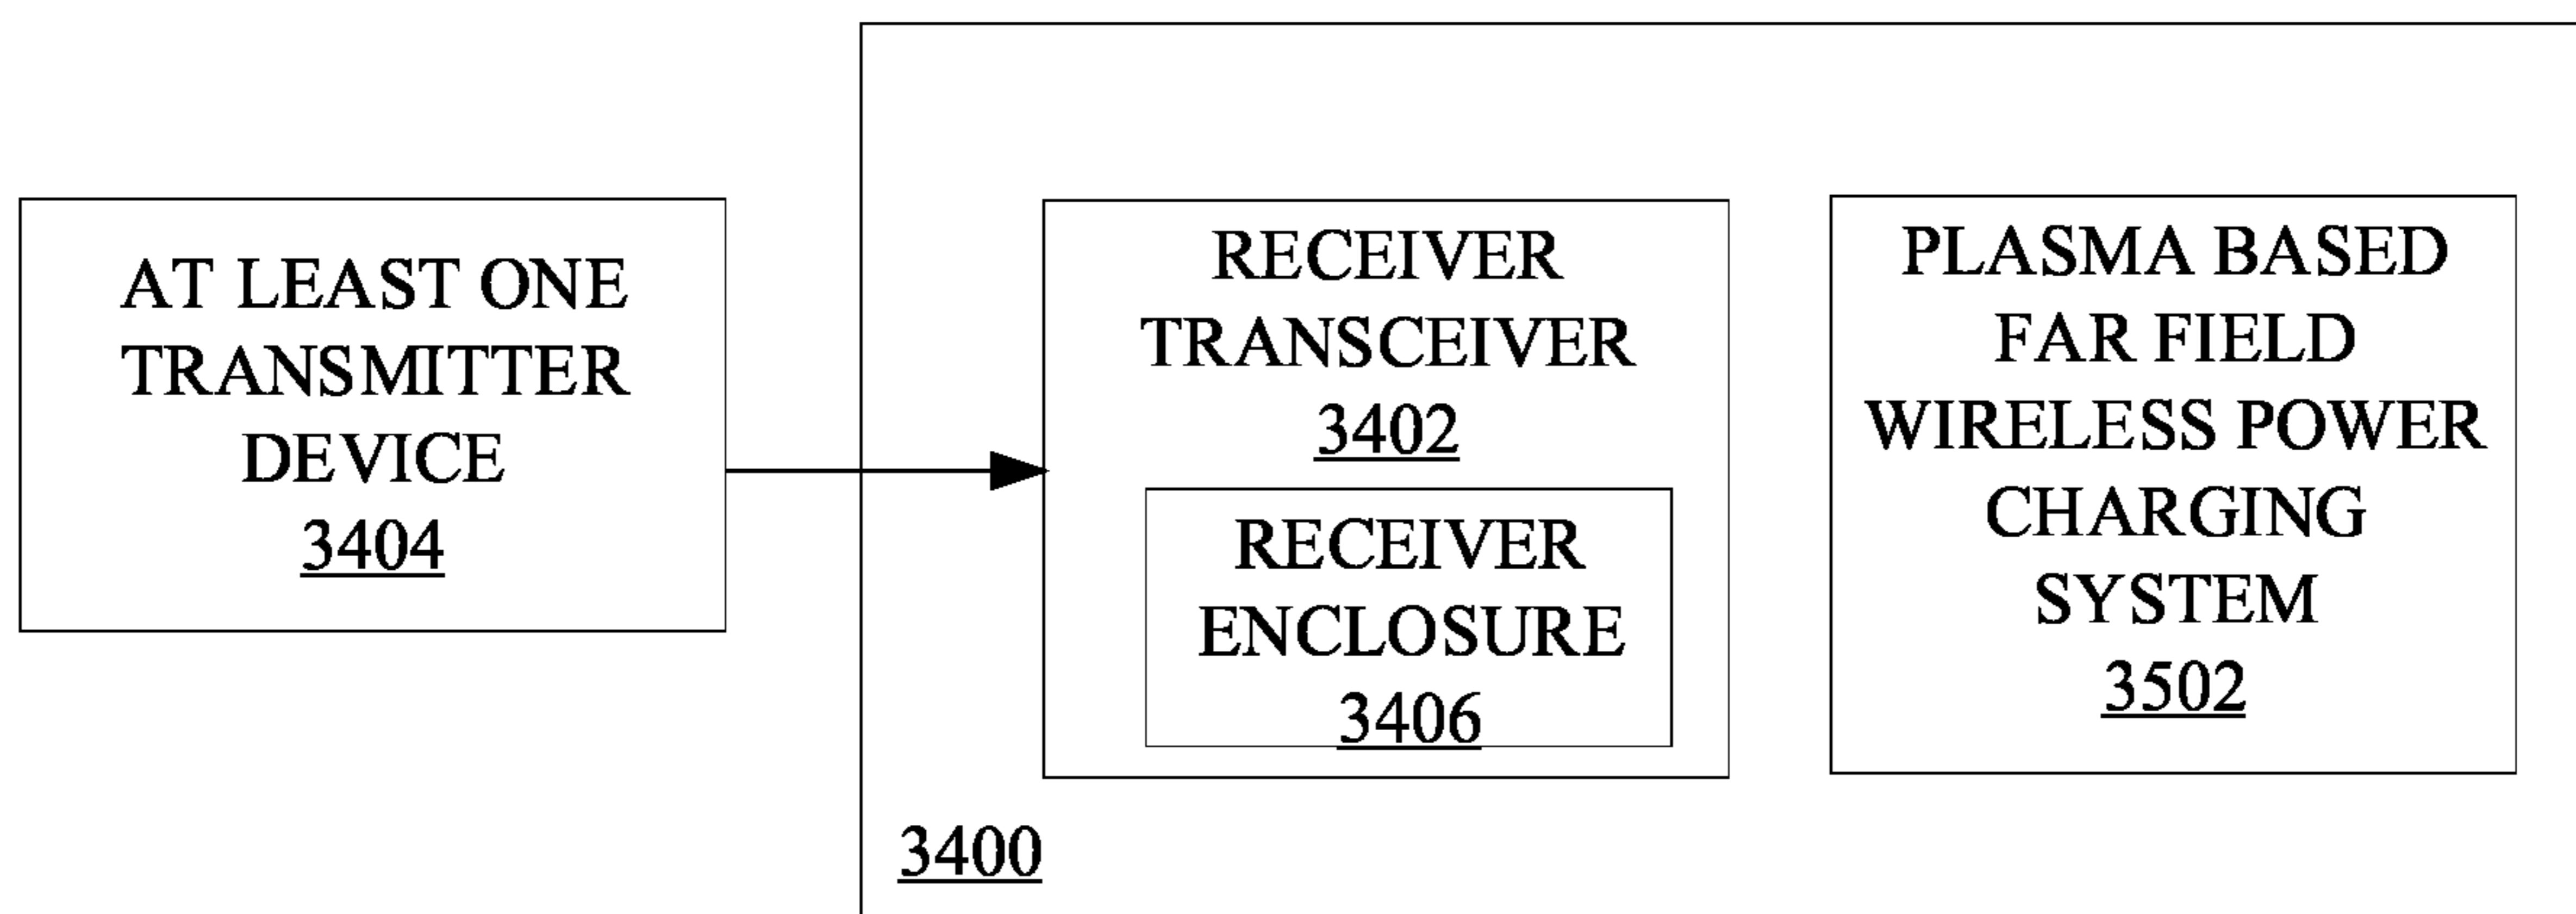 AT LEAST ONE
TRANSMITTER
DEVICE
3404
RECEIVER
TRANSCEIVER
3402
RECEIVER
ENCLOSURE
3406
PLASMA BASED
FAR FIELD
WIRELESS POWER
CHARGING
SYSTEM
3502
3400